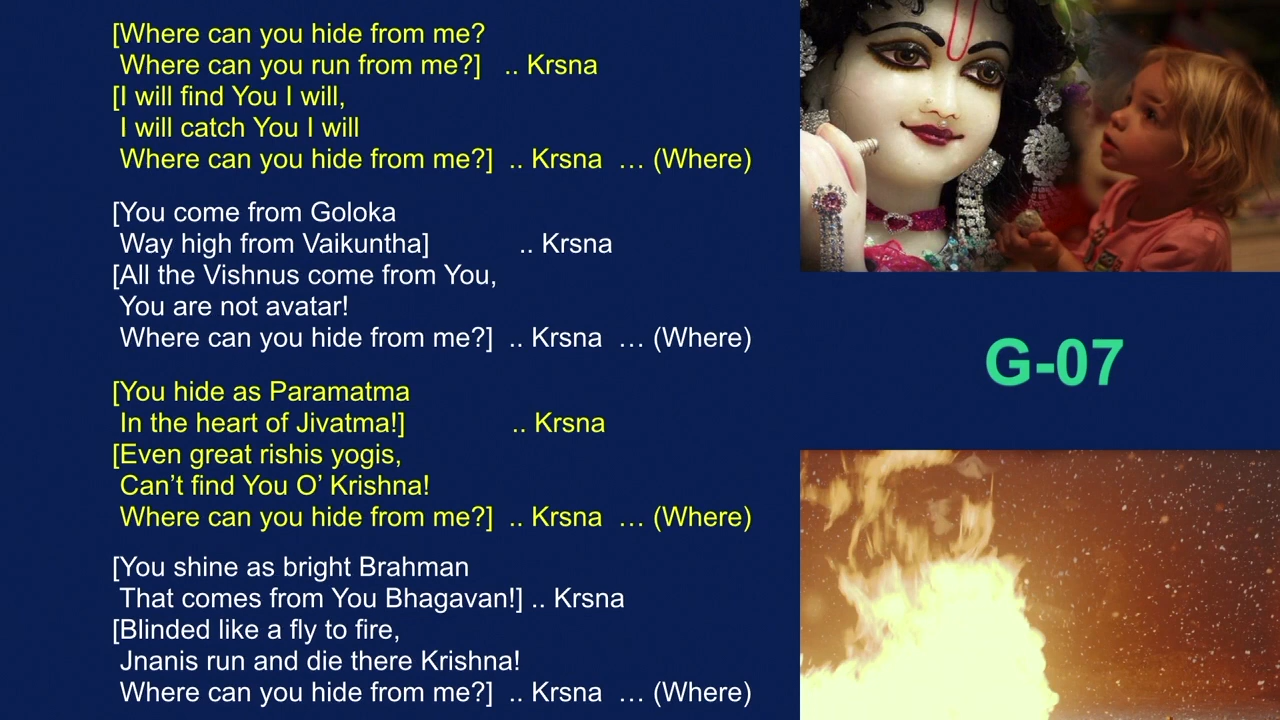 [Where can you hide from me?
Where can you run from me?] .. Krsna
[I will find You I will,
I will catch You I will
Where can you hide from me?] .. Krsna … (Where)
[You come from Goloka
Way high from Vaikuntha] .. Krsna
[All the Vishnus come from You,
You are not avatar!
Where can you hide from me?] .. Krsna … (Where)
[You hide as Paramatma
In the heart of Jivatma!] .. Krsna
[Even great rishis yogis,
Can’t find You O’ Krishna!
Where can you hide from me?] .. Krsna … (Where)
[You shine as bright Brahman
That comes from You Bhagavan!] .. Krsna
[Blinded like a fly to fire,
Jnanis run and die there Krishna!
Where can you hide from me?] .. Krsna … (Where)
G-07